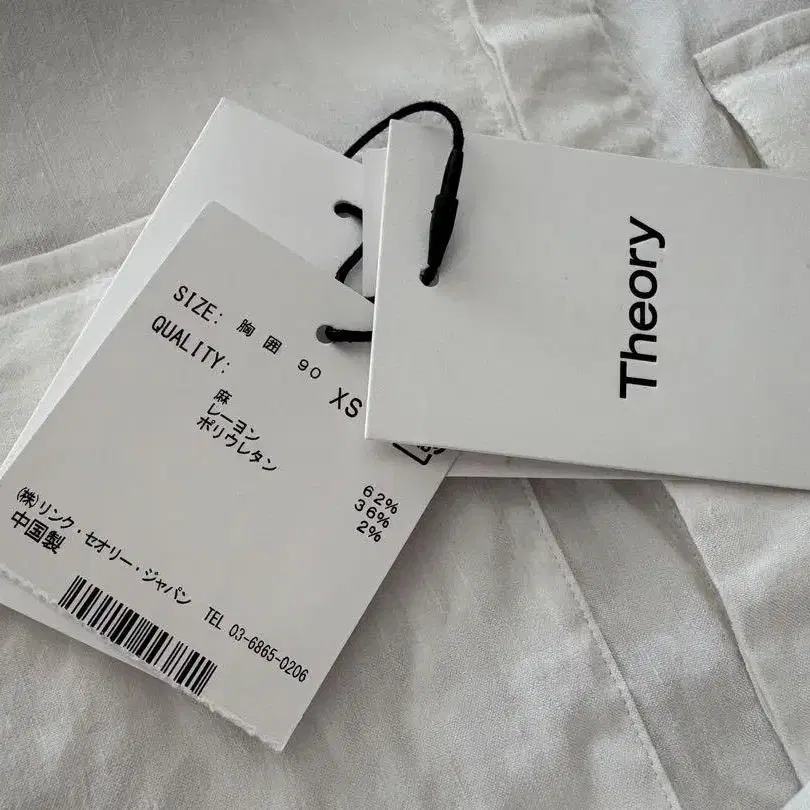 Theory
SIZE: 胸 囲 90 XS
QUALITY:
麻 62%
レーヨン 36%
ポリウレタン 2%
(株)リンク・セオリー・ジャパン TEL 03-6865-0206
中国製